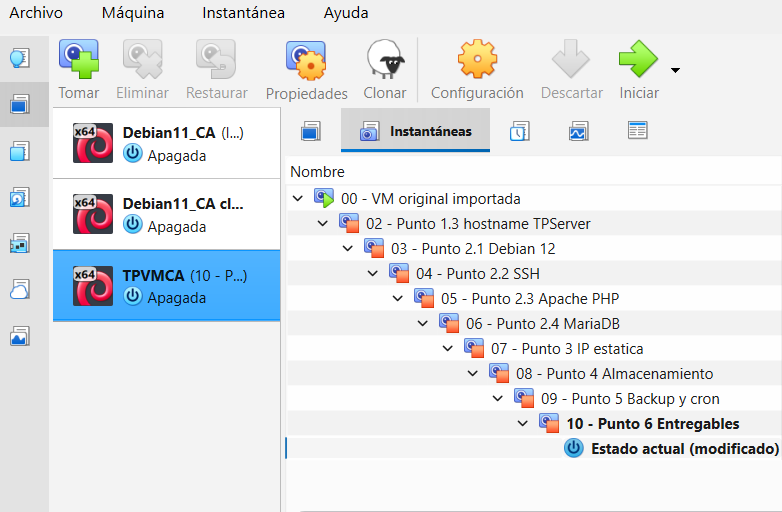 Archivo Máquina Instantánea Ayuda
Tomar Eliminar Restaurar Propiedades Clonar Configuración Descartar Iniciar
x64 Debian11_CA (I...)
Apagada
x64 Debian11_CA cl...
Apagada
x64 TPVMCA (10 - P...)
Apagada
Instantáneas
Nombre
00 - VM original importada
02 - Punto 1.3 hostname TPServer
03 - Punto 2.1 Debian 12
04 - Punto 2.2 SSH
05 - Punto 2.3 Apache PHP
06 - Punto 2.4 MariaDB
07 - Punto 3 IP estatica
08 - Punto 4 Almacenamiento
09 - Punto 5 Backup y cron
10 - Punto 6 Entregables
Estado actual (modificado)